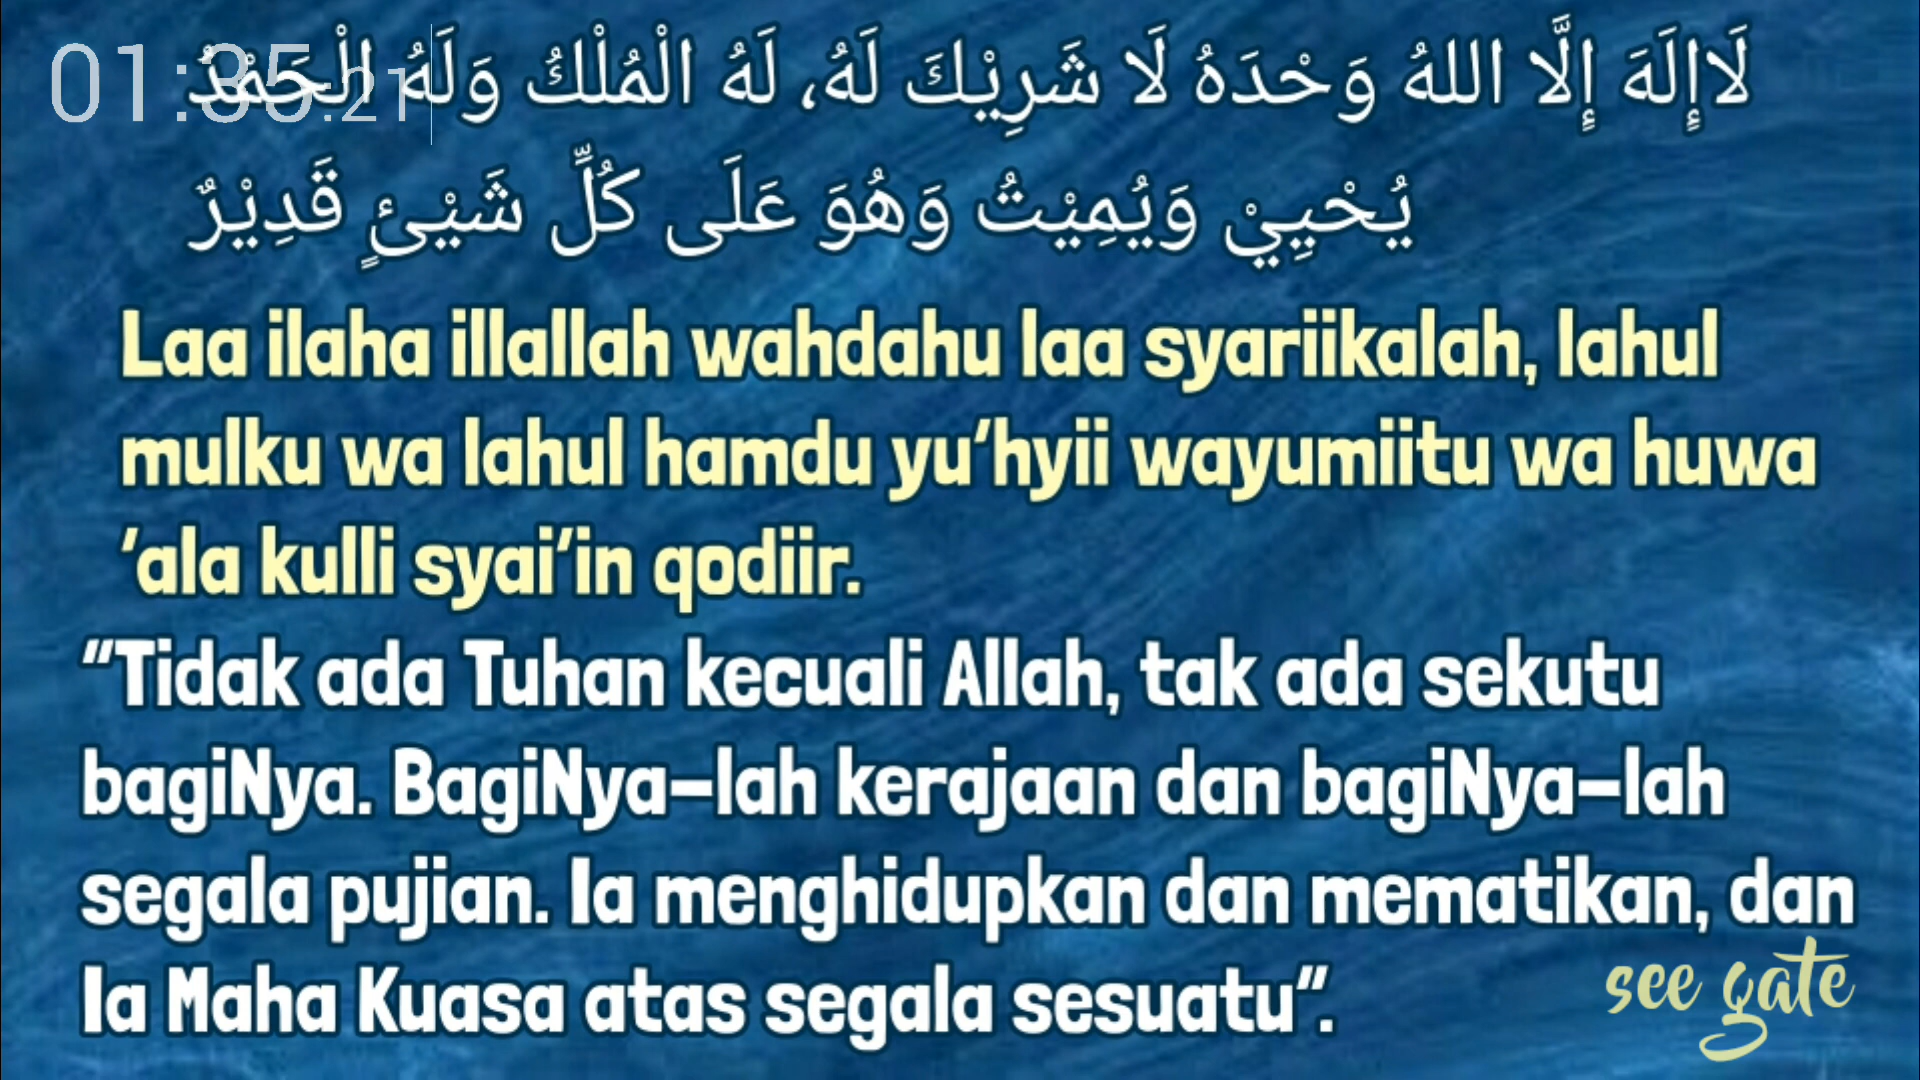 01:35:21
لَاإِلَهَ إِلَّا اللهُ وَحْدَهُ لَا شَرِيْكَ لَهُ، لَهُ الْمُلْكُ وَلَهُ الْحَمْدُ
يُحْيِيْ وَيُمِيْتُ وَهُوَ عَلَى كُلِّ شَيْئٍ قَدِيْرٌ
Laa ilaha illallah wahdahu laa syariikalah, lahul
mulku wa lahul hamdu yu’hyii wayumiitu wa huwa
’ala kulli syai’in qodiir.
“Tidak ada Tuhan kecuali Allah, tak ada sekutu
bagiNya. BagiNya–lah kerajaan dan bagiNya–lah
segala pujian. Ia menghidupkan dan mematikan, dan
Ia Maha Kuasa atas segala sesuatu”.
see gate